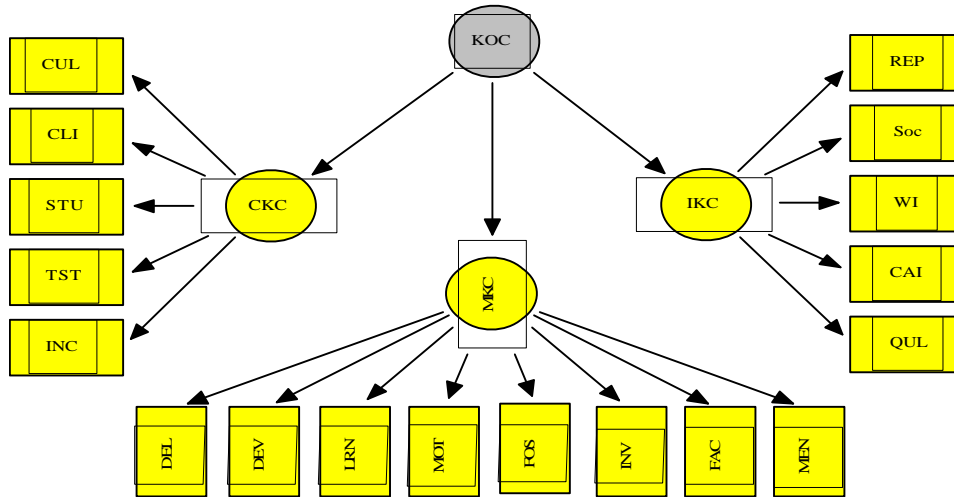 KOC
CUL
CLI
STU
TST
INC
CKC
MKC
IKC
REP
Soc
WI
CAI
QUL
DEL
DEV
LRN
MOT
FOS
INV
FAC
MEN